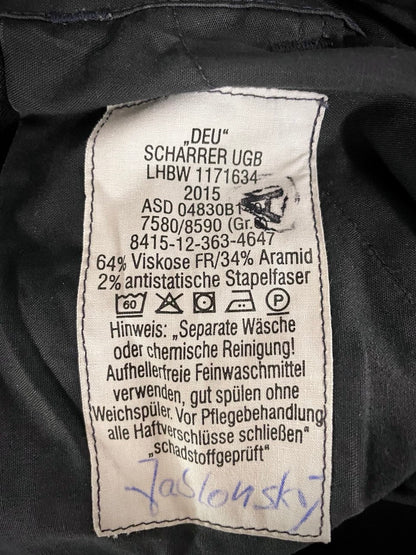 „DEU“
SCHARRER UGB
LHBW 1171634
2015
ASD 04830B1
7580/8590 (Gr.
8415-12-363-4647
64% Viskose FR/34% Aramid
2% antistatische Stapelfaser
60 P
Hinweis: „Separate Wäsche
oder chemische Reinigung!
Aufhellerfreie Feinwaschmittel
verwenden, gut spülen ohne
Weichspüler. Vor Pflegebehandlung
alle Haftverschlüsse schließen“
„schadstoffgeprüft“
Jablonsky